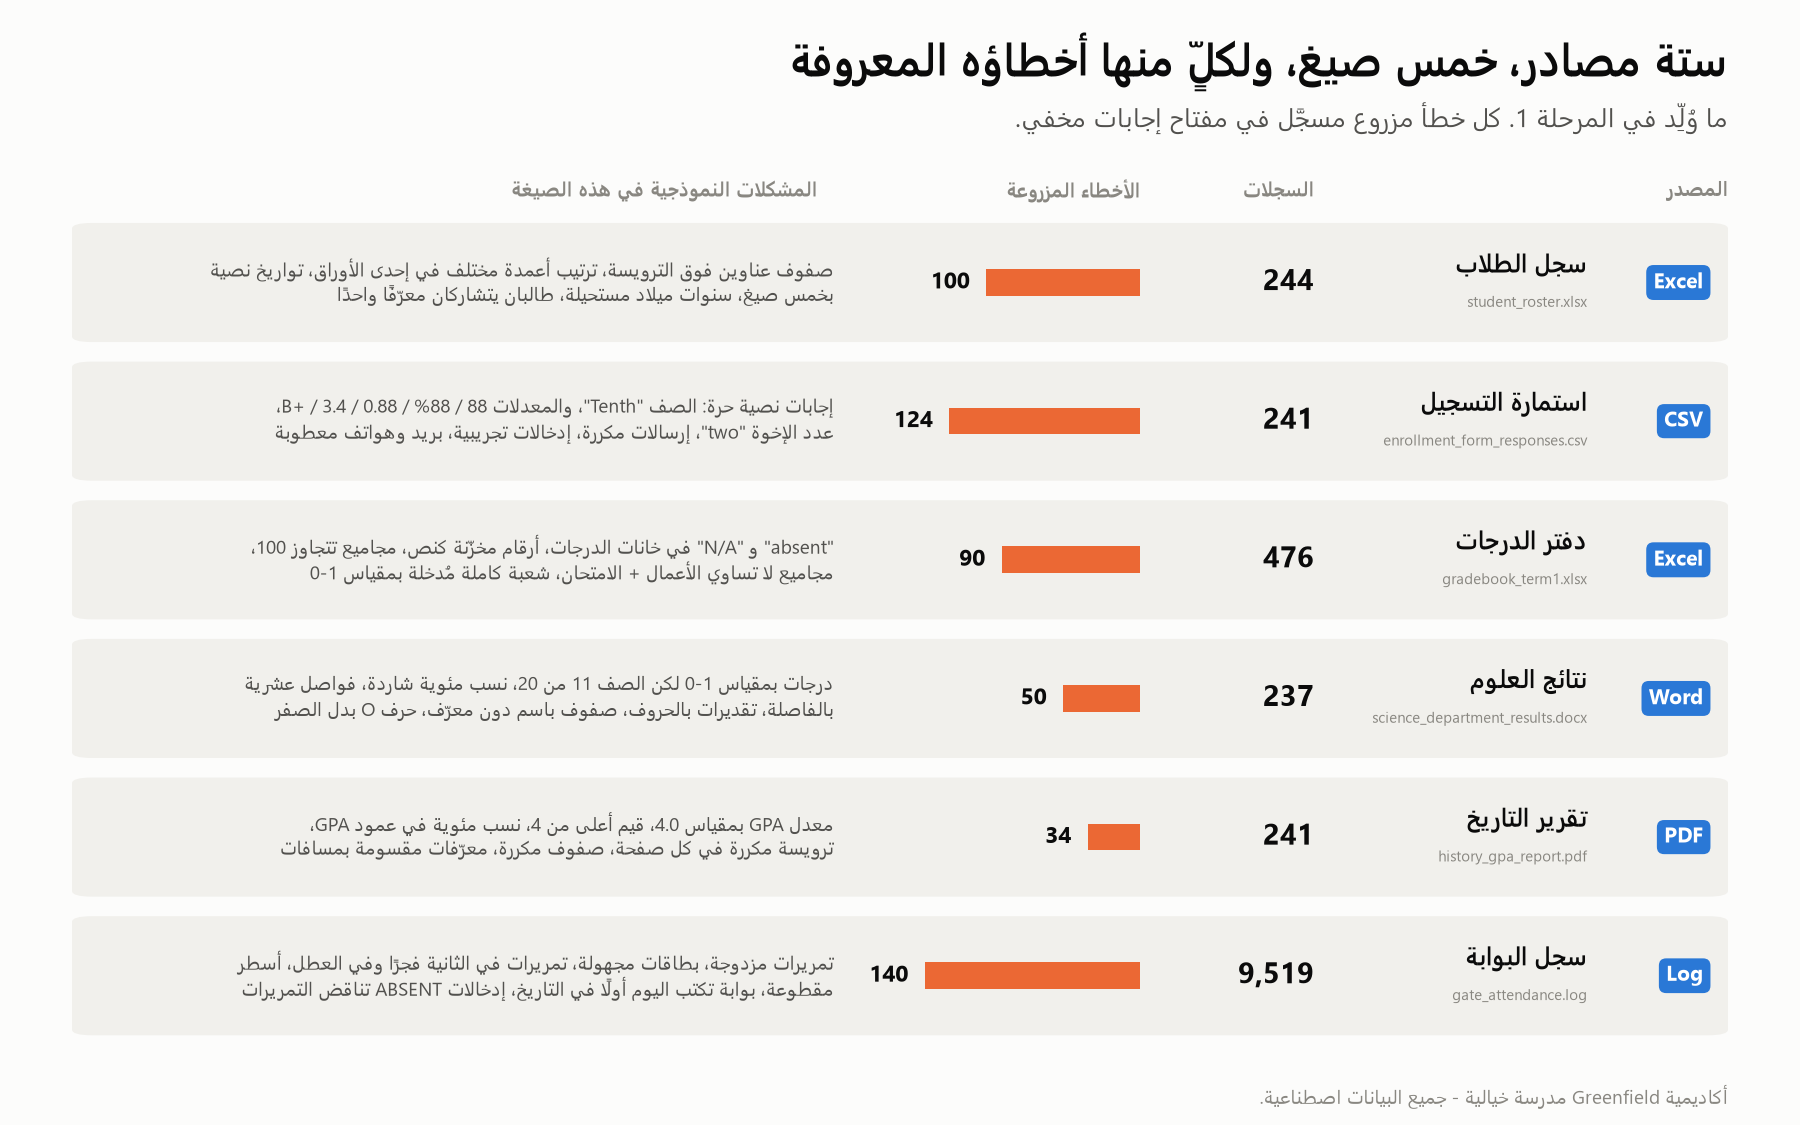 ستة مصادر، خمس صيغ، ولكلٍّ منها أخطاؤه المعروفة
ما وُلِّد في المرحلة 1. كل خطأ مزروع مسجَّل في مفتاح إجابات مخفي.
المصدر
السجلات
الأخطاء المزروعة
المشكلات النموذجية في هذه الصيغة
Excel
سجل الطلاب
student_roster.xlsx
244
100
صفوف عناوين فوق الترويسة، ترتيب أعمدة مختلف في إحدى الأوراق، تواريخ نصية
بخمس صيغ، سنوات ميلاد مستحيلة، طالبان يتشاركان معرّفًا واحدًا
CSV
استمارة التسجيل
enrollment_form_responses.csv
241
124
إجابات نصية حرة: الصف "Tenth"، والمعدلات 88 / 88% / 0.88 / 3.4 / B+،
عدد الإخوة "two"، إرسالات مكررة، إدخالات تجريبية، بريد وهواتف معطوبة
Excel
دفتر الدرجات
gradebook_term1.xlsx
476
90
"absent" و "N/A" في خانات الدرجات، أرقام مخزّنة كنص، مجاميع تتجاوز 100،
مجاميع لا تساوي الأعمال + الامتحان، شعبة كاملة مُدخلة بمقياس 1-0
Word
نتائج العلوم
science_department_results.docx
237
50
درجات بمقياس 1-0 لكن الصف 11 من 20، نسب مئوية شاردة، فواصل عشرية
بالفاصلة، تقديرات بالحروف، صفوف باسم دون معرّف، حرف O بدل الصفر
PDF
تقرير التاريخ
history_gpa_report.pdf
241
34
معدل GPA بمقياس 4.0، قيم أعلى من 4، نسب مئوية في عمود GPA،
ترويسة مكررة في كل صفحة، صفوف مكررة، معرّفات مقسومة بمسافات
Log
سجل البوابة
gate_attendance.log
9,519
140
تمريرات مزدوجة، بطاقات مجهولة، تمريرات في الثانية فجرًا وفي العطل، أسطر
مقطوعة، بوابة تكتب اليوم أولًا في التاريخ، إدخالات ABSENT تناقض التمريرات
أكاديمية Greenfield مدرسة خيالية - جميع البيانات اصطناعية.